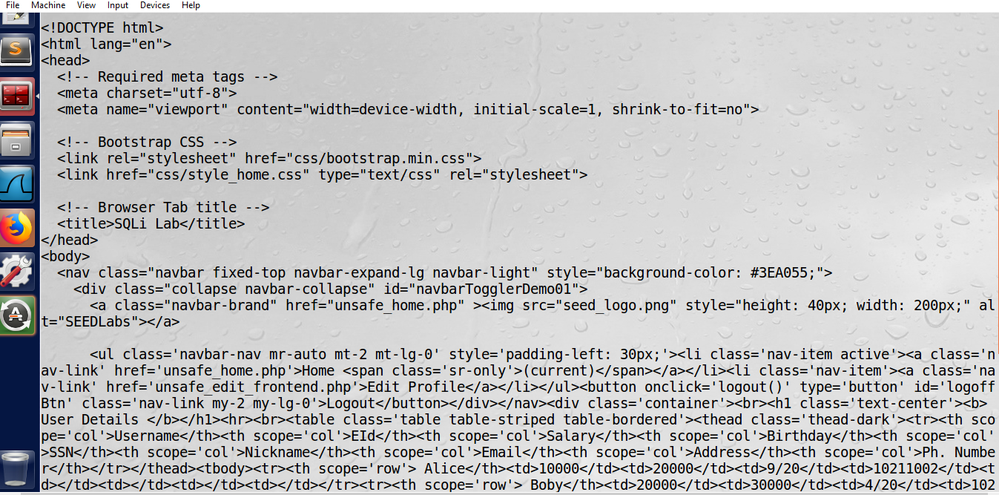 File Machine View Input Devices Help
<!DOCTYPE html>
<html lang="en">
<head>
  <!-- Required meta tags -->
  <meta charset="utf-8">
  <meta name="viewport" content="width=device-width, initial-scale=1, shrink-to-fit=no">

  <!-- Bootstrap CSS -->
  <link rel="stylesheet" href="css/bootstrap.min.css">
  <link href="css/style_home.css" type="text/css" rel="stylesheet">

  <!-- Browser Tab title -->
  <title>SQLi Lab</title>
</head>
<body>
  <nav class="navbar fixed-top navbar-expand-lg navbar-light" style="background-color: #3EA055;">
    <div class="collapse navbar-collapse" id="navbarTogglerDemo01">
      <a class="navbar-brand" href="unsafe_home.php" ><img src="seed_logo.png" style="height: 40px; width: 200px;" al
t="SEEDLabs"></a>

      <ul class='navbar-nav mr-auto mt-2 mt-lg-0' style='padding-left: 30px;'><li class='nav-item active'><a class='n
av-link' href='unsafe_home.php'>Home <span class='sr-only'>(current)</span></a></li><li class='nav-item'><a class='na
v-link' href='unsafe_edit_frontend.php'>Edit Profile</a></li></ul><button onclick='logout()' type='button' id='logoff
Btn' class='nav-link my-2 my-lg-0'>Logout</button></div></nav><div class='container'><br><h1 class='text-center'><b>
User Details </b></h1><hr><br><table class='table table-striped table-bordered'><thead class='thead-dark'><tr><th sco
pe='col'>Username</th><th scope='col'>EId</th><th scope='col'>Salary</th><th scope='col'>Birthday</th><th scope='col'
>SSN</th><th scope='col'>Nickname</th><th scope='col'>Email</th><th scope='col'>Address</th><th scope='col'>Ph. Numbe
r</th></tr></thead><tbody><tr><th scope='row'> Alice</th><td>10000</td><td>20000</td><td>9/20</td><td>10211002</td><t
d></td><td></td><td></td><td></td></tr><tr><th scope='row'> Boby</th><td>20000</td><td>30000</td><td>4/20</td><td>102